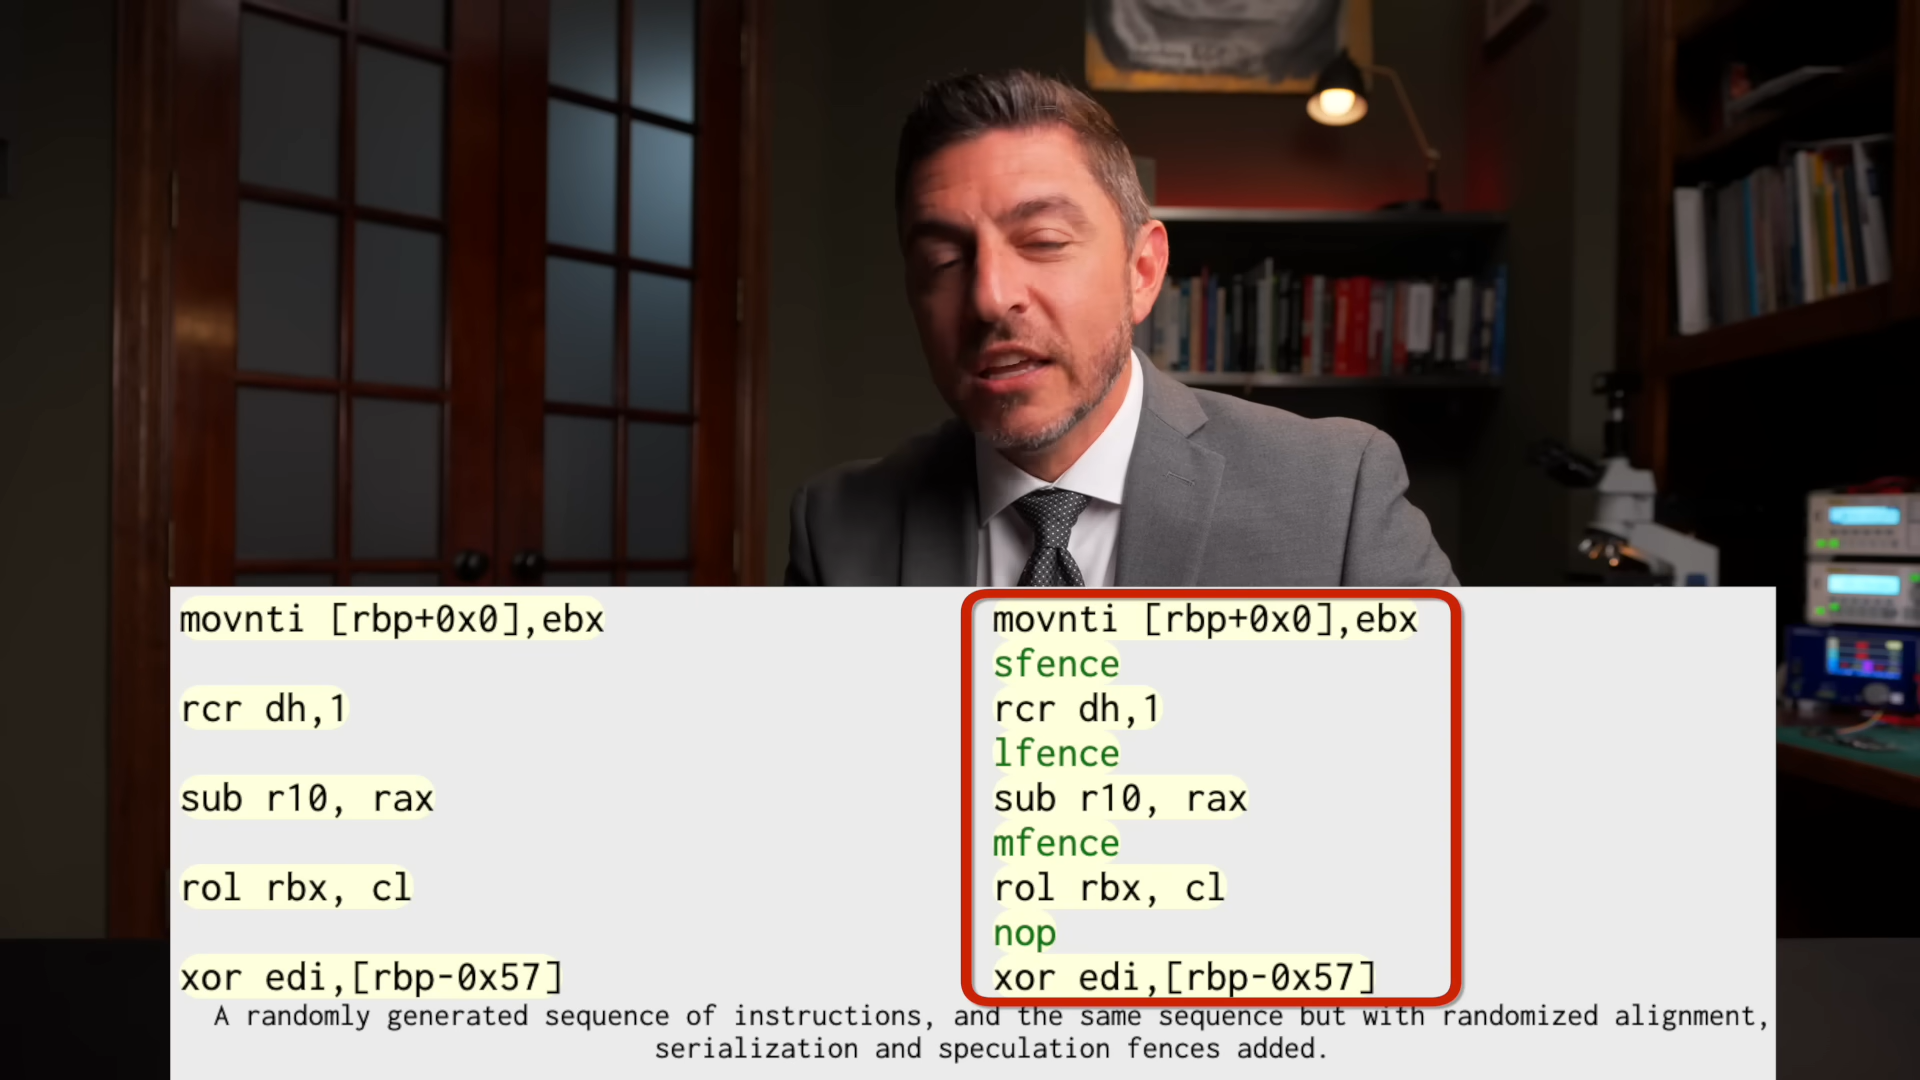 movnti [rbp+0x0],ebx
rcr dh,1
sub r10, rax
rol rbx, cl
xor edi,[rbp-0x57]
movnti [rbp+0x0],ebx
sfence
rcr dh,1
lfence
sub r10, rax
mfence
rol rbx, cl
nop
xor edi,[rbp-0x57]
A randomly generated sequence of instructions, and the same sequence but with randomized alignment,
serialization and speculation fences added.